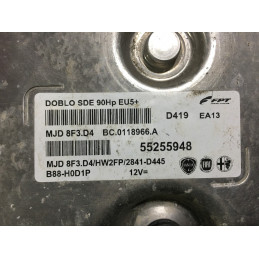 DOBLO SDE 90Hp EU5+
FPT
D419 EA13
MJD 8F3.D4 BC.0118966.A
55255948
MJD 8F3.D4/HW2FP/2841-D445
B88-H0D1P 12V=